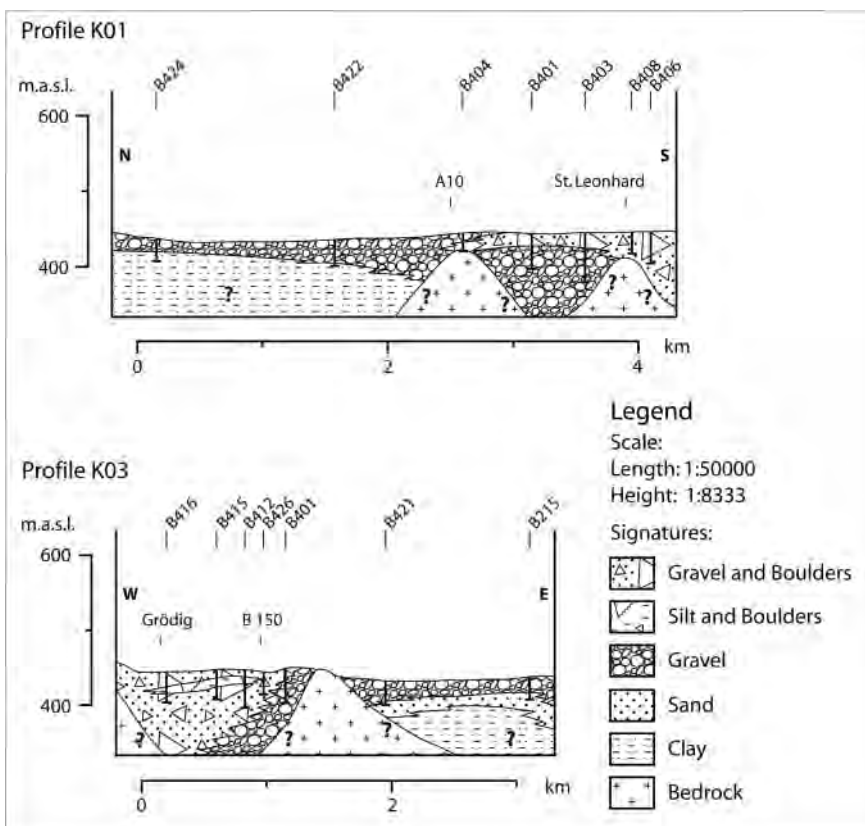 Profile K01
B424 B422 B404 B401 B403 B408 B406
m.a.s.l.
600
N S
A10 St. Leonhard
400
? ? ? ? ?
km
0 2 4
Legend
Scale:
Length: 1:50000
Height: 1:8333
Signatures:
Gravel and Boulders
Silt and Boulders
Gravel
Sand
Clay
Bedrock
Profile K03
B416 B415 B412 B426 B401 B421 B215
m.a.s.l.
600
W E
Grödig B 150
400
? ? ? ?
km
0 2